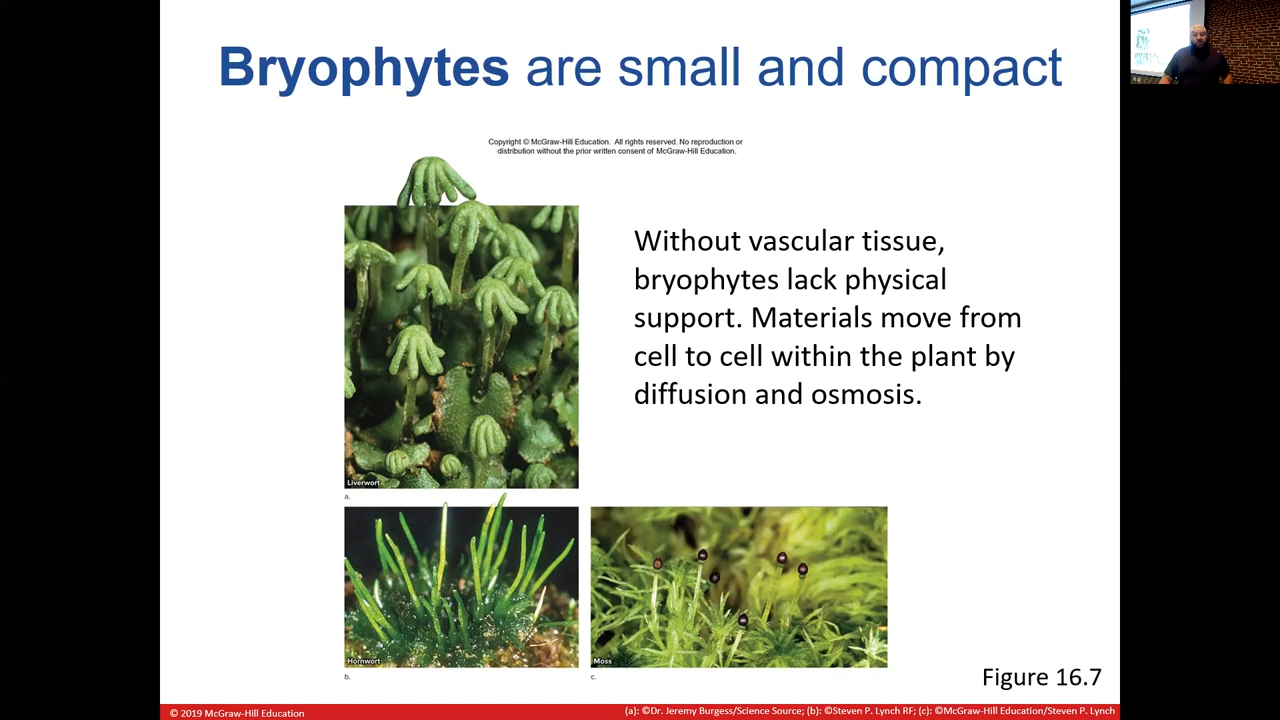 Bryophytes are small and compact
Copyright © McGraw-Hill Education. All rights reserved. No reproduction or
distribution without the prior written consent of McGraw-Hill Education.
Without vascular tissue,
bryophytes lack physical
support. Materials move from
cell to cell within the plant by
diffusion and osmosis.
Liverwort
a.
Hornwort
b.
Moss
c.
Figure 16.7
© 2019 McGraw-Hill Education
(a): ©Dr. Jeremy Burgess/Science Source; (b): ©Steven P. Lynch RF; (c): ©McGraw-Hill Education/Steven P. Lynch